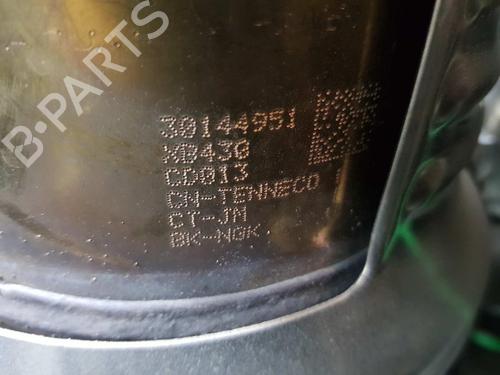 B-PARTS
30144951
XB430
CD013
CN-TENNECO
CT-JM
BK-NGK